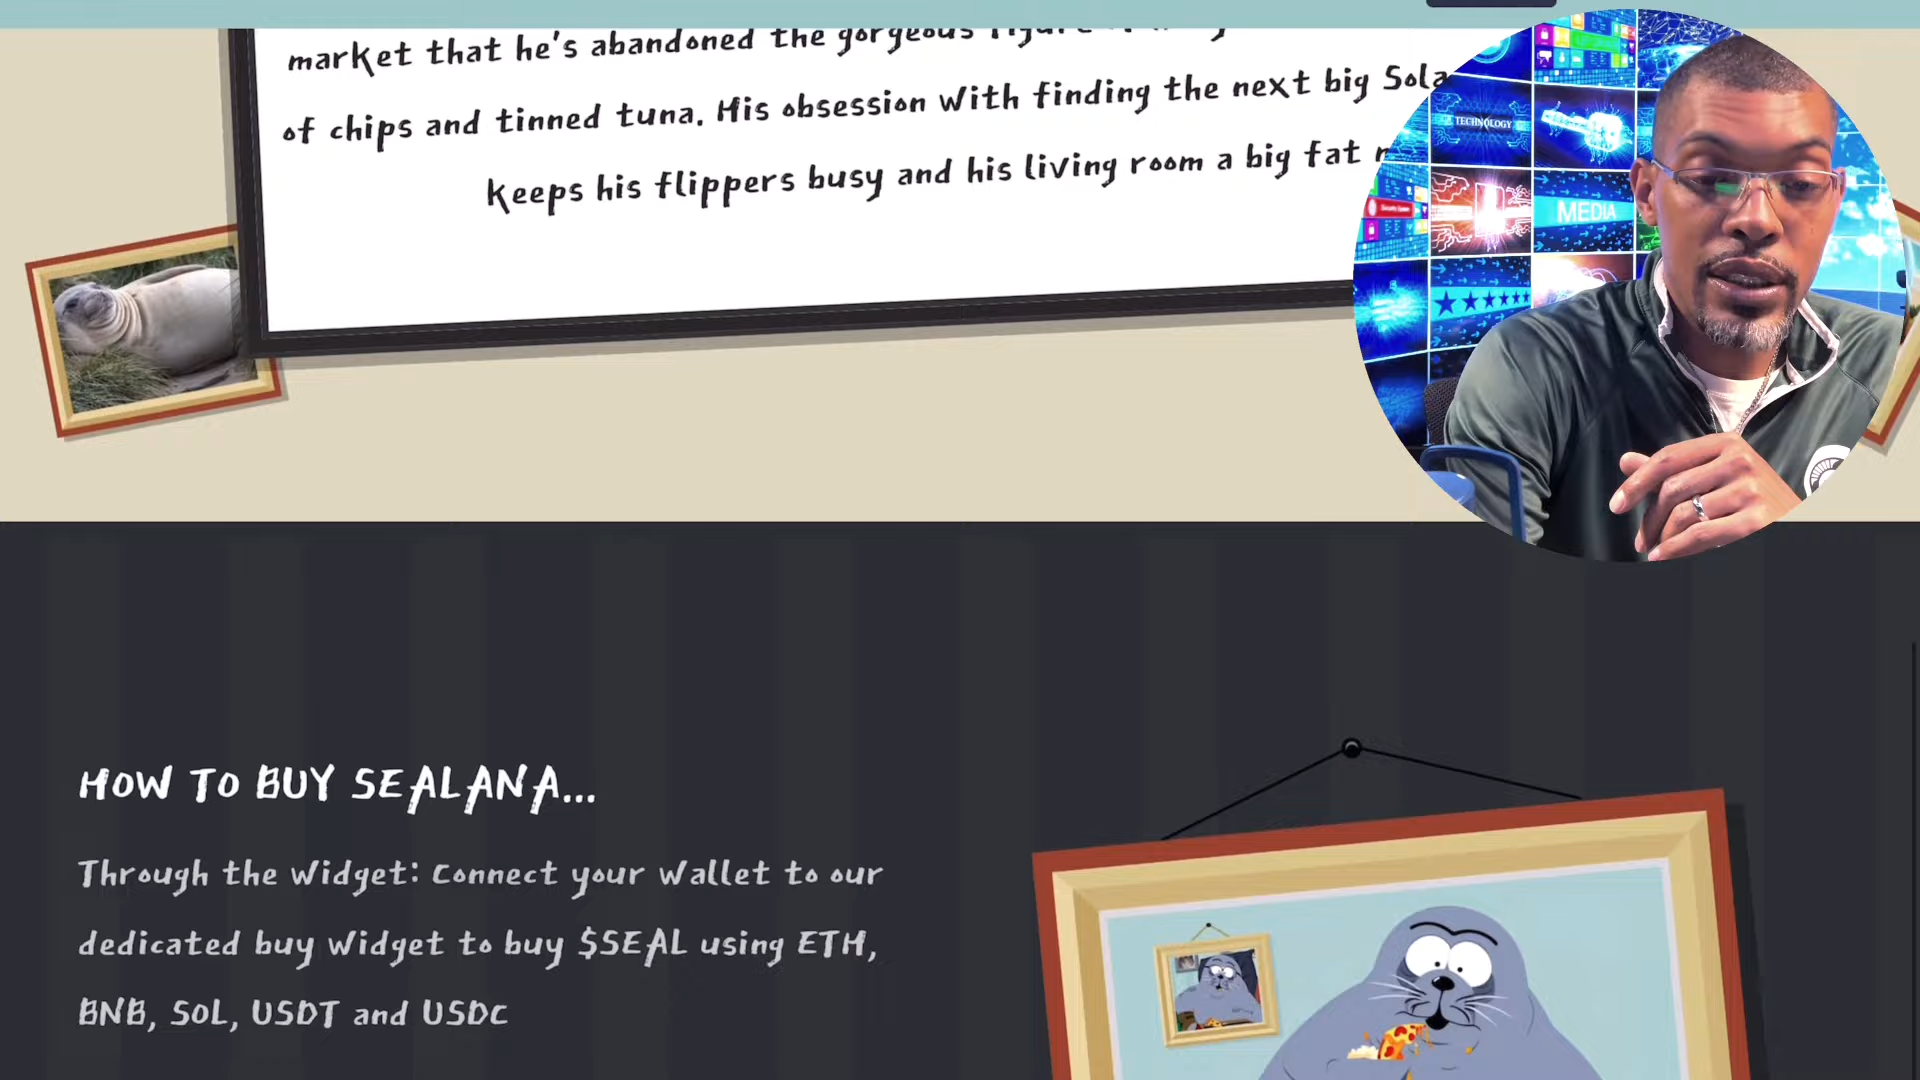 market that he's abandoned the gorgeous
of chips and tinned tuna. His obsession with finding the next big Sola
keeps his flippers busy and his living room a big fat
TECHNOLOGY
MEDIA
HOW TO BUY SEALANA...
Through the Widget: Connect your wallet to our
dedicated buy widget to buy $SEAL using ETH,
BNB, SOL, USDT and USDC